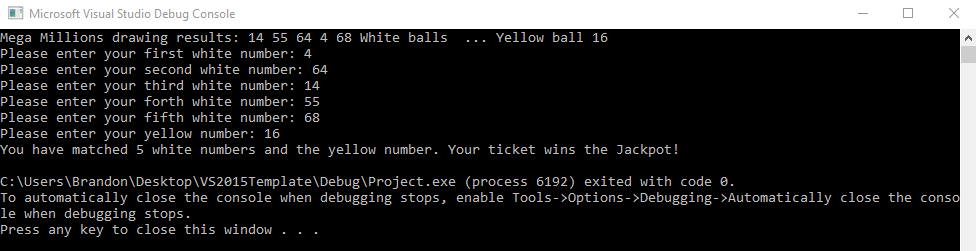 Microsoft Visual Studio Debug Console
Mega Millions drawing results: 14 55 64 4 68 White balls  ... Yellow ball 16
Please enter your first white number: 4
Please enter your second white number: 64
Please enter your third white number: 14
Please enter your forth white number: 55
Please enter your fifth white number: 68
Please enter your yellow number: 16
You have matched 5 white numbers and the yellow number. Your ticket wins the Jackpot!
C:\Users\Brandon\Desktop\VS2015Template\Debug\Project.exe (process 6192) exited with code 0.
To automatically close the console when debugging stops, enable Tools->Options->Debugging->Automatically close the conso
le when debugging stops.
Press any key to close this window . . .